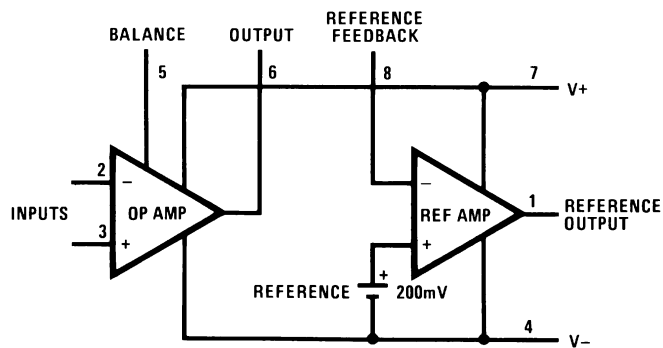 REFERENCE
FEEDBACK
BALANCE
OUTPUT
5
6
8
7
V+
2
−
INPUTS
OP AMP
3
+
−
REF AMP
+
1
REFERENCE
OUTPUT
+
REFERENCE
200mV
4
V−